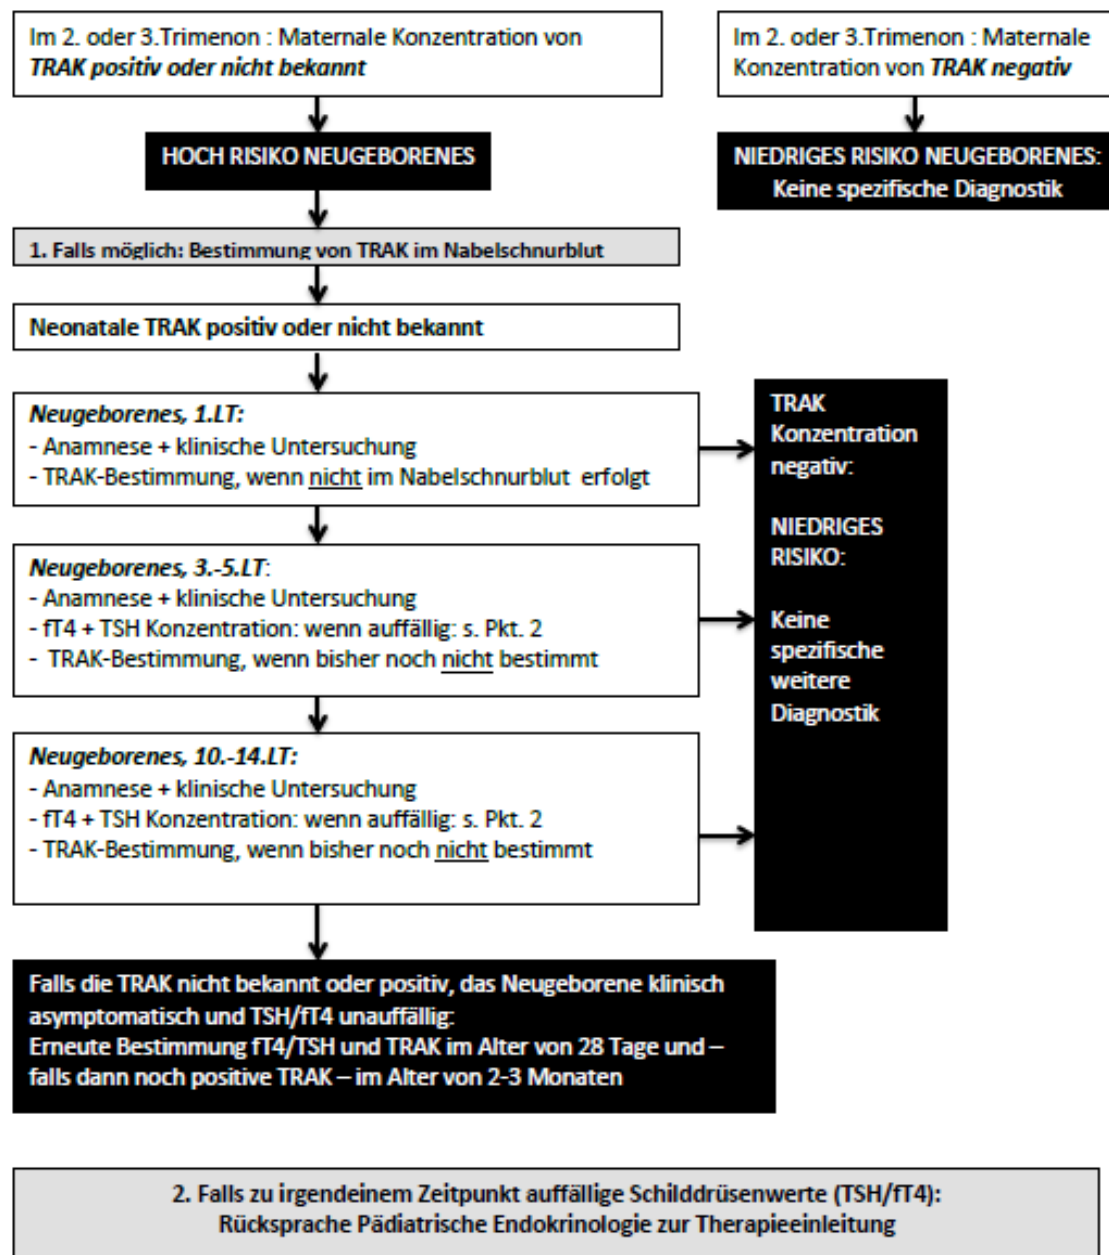 Im 2. oder 3.Trimenon : Maternale Konzentration von
TRAK positiv oder nicht bekannt
Im 2. oder 3.Trimenon : Maternale
Konzentration von TRAK negativ
HOCH RISIKO NEUGEBORENES
NIEDRIGES RISIKO NEUGEBORENES:
Keine spezifische Diagnostik
1. Falls möglich: Bestimmung von TRAK im Nabelschnurblut
Neonatale TRAK positiv oder nicht bekannt
Neugeborenes, 1.LT:
- Anamnese + klinische Untersuchung
- TRAK-Bestimmung, wenn nicht im Nabelschnurblut erfolgt
Neugeborenes, 3.-5.LT:
- Anamnese + klinische Untersuchung
- fT4 + TSH Konzentration: wenn auffällig: s. Pkt. 2
- TRAK-Bestimmung, wenn bisher noch nicht bestimmt
Neugeborenes, 10.-14.LT:
- Anamnese + klinische Untersuchung
- fT4 + TSH Konzentration: wenn auffällig: s. Pkt. 2
- TRAK-Bestimmung, wenn bisher noch nicht bestimmt
TRAK
Konzentration
negativ:
NIEDRIGES
RISIKO:
Keine
spezifische
weitere
Diagnostik
Falls die TRAK nicht bekannt oder positiv, das Neugeborene klinisch
asymptomatisch und TSH/fT4 unauffällig:
Erneute Bestimmung fT4/TSH und TRAK im Alter von 28 Tage und –
falls dann noch positive TRAK – im Alter von 2-3 Monaten
2. Falls zu irgendeinem Zeitpunkt auffällige Schilddrüsenwerte (TSH/fT4):
Rücksprache Pädiatrische Endokrinologie zur Therapieeinleitung